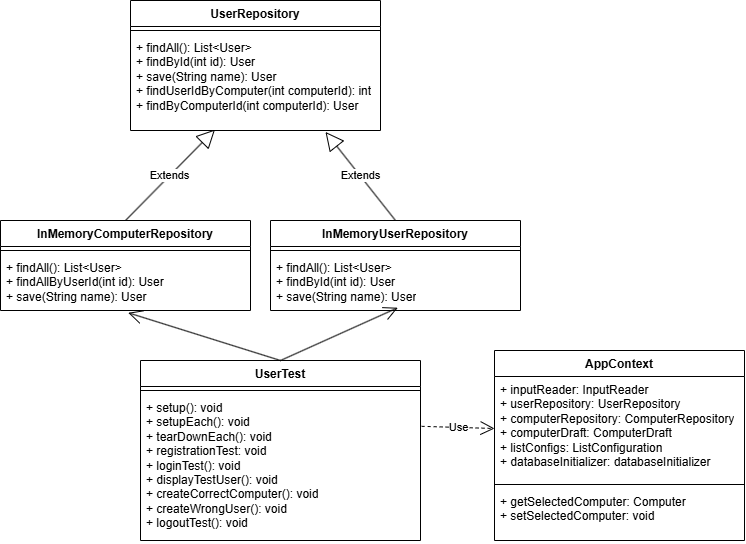 UserRepository
+ findAll(): List<User>
+ findById(int id): User
+ save(String name): User
+ findUserIdByComputer(int computerId): int
+ findByComputerId(int computerId): User
Extends
Extends
InMemoryComputerRepository
+ findAll(): List<User>
+ findAllByUserId(int id): User
+ save(String name): User
InMemoryUserRepository
+ findAll(): List<User>
+ findById(int id): User
+ save(String name): User
UserTest
+ setup(): void
+ setupEach(): void
+ tearDownEach(): void
+ registrationTest: void
+ loginTest(): void
+ displayTestUser(): void
+ createCorrectComputer(): void
+ createWrongUser(): void
+ logoutTest(): void
Use
AppContext
+ inputReader: InputReader
+ userRepository: UserRepository
+ computerRepository: ComputerRepository
+ computerDraft: ComputerDraft
+ listConfigs: ListConfiguration
+ databaseInitializer: databaseInitializer
+ getSelectedComputer: Computer
+ setSelectedComputer: void